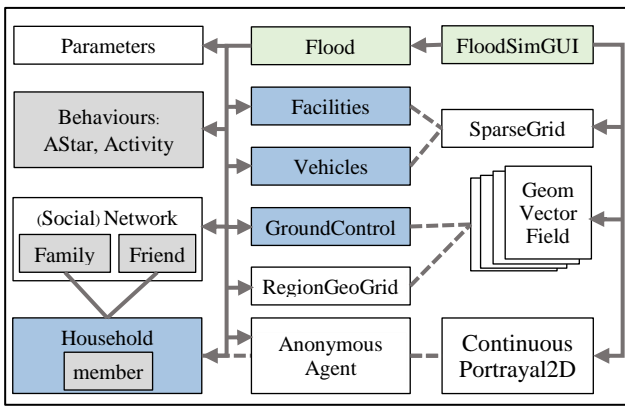 Parameters
Flood
FloodSimGUI
Behaviours:
AStar, Activity
Facilities
Vehicles
SparseGrid
(Social) Network
Family
Friend
GroundControl
RegionGeoGrid
Geom
Vector
Field
Household
member
Anonymous
Agent
Continuous
Portrayal2D